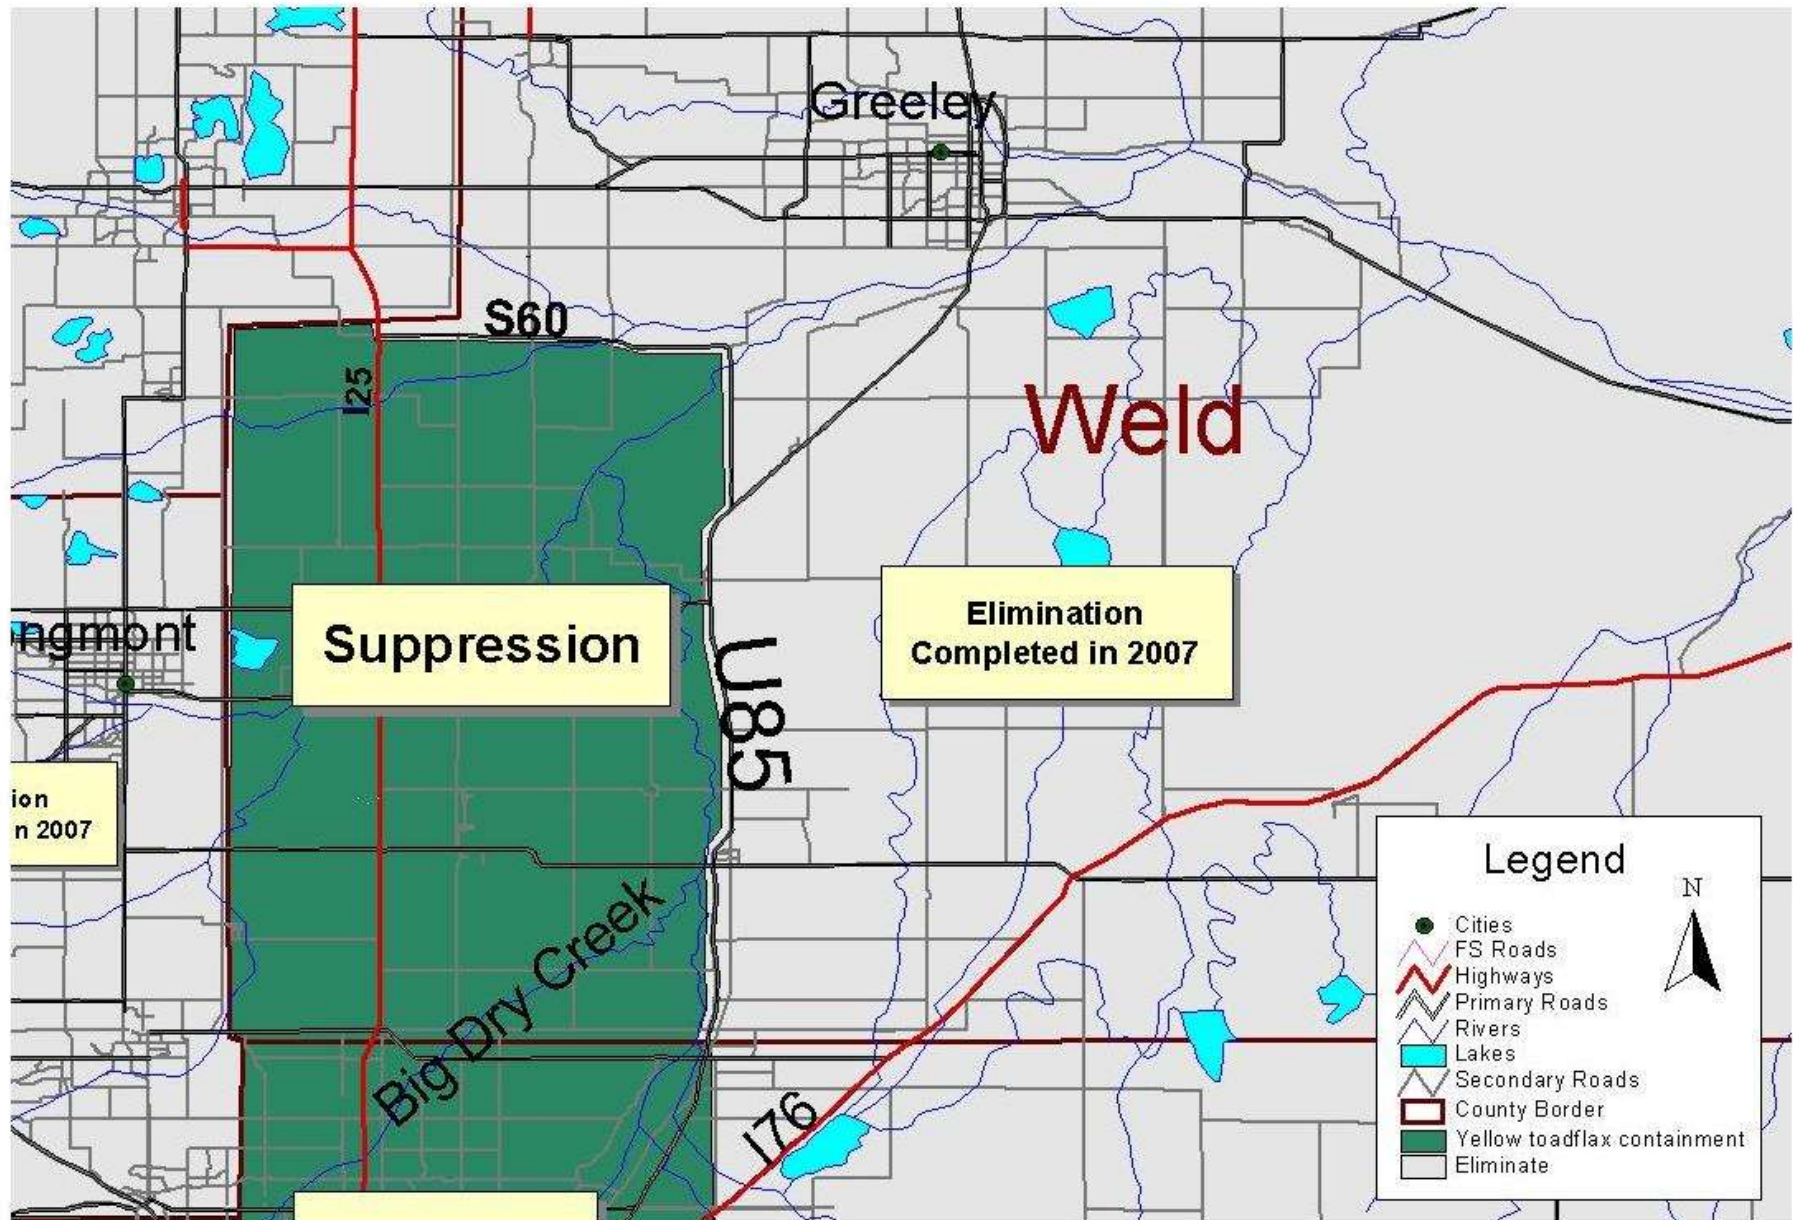 Greeley
S60
I25
Weld
Suppression
Elimination
Completed in 2007
ngmont
U85
ion
n 2007
Big Dry Creek
I76
Legend
N
Cities
FS Roads
Highways
Primary Roads
Rivers
Lakes
Secondary Roads
County Border
Yellow toadflax containment
Eliminate